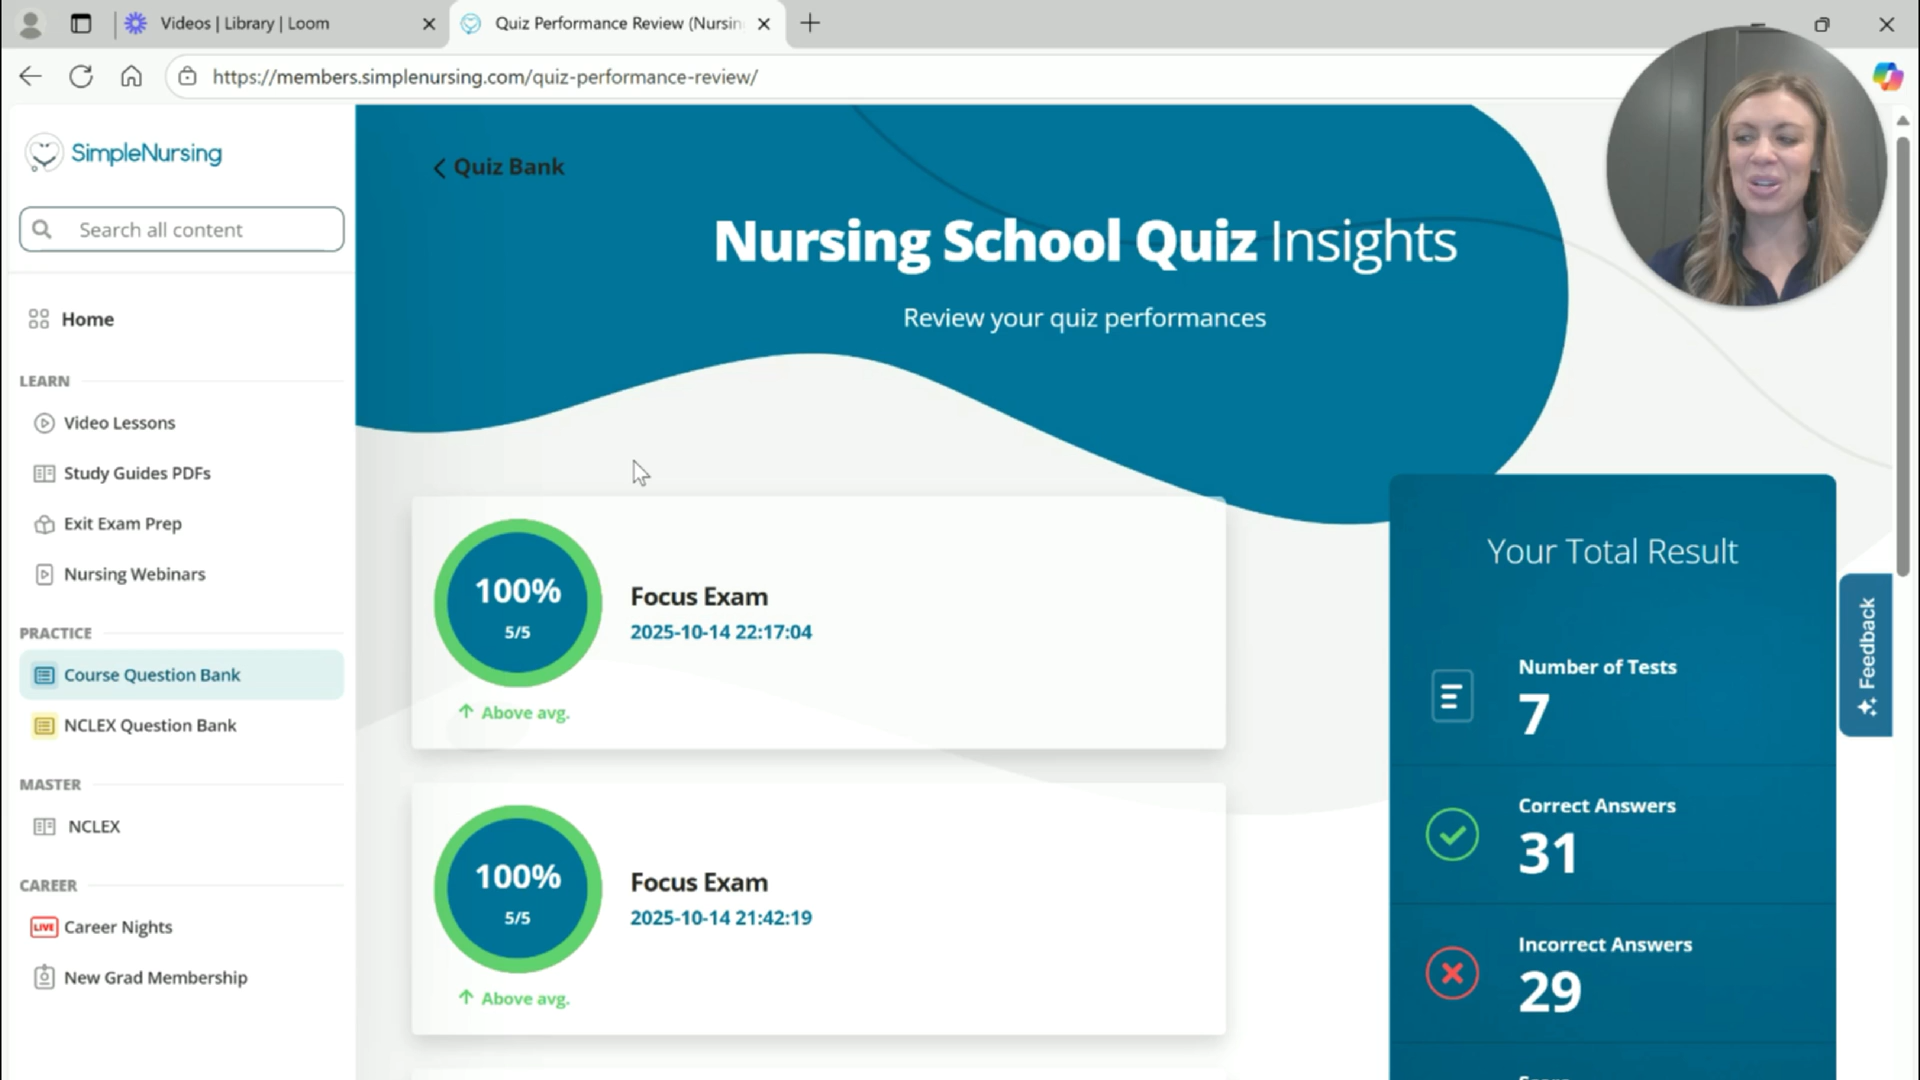 Videos | Library | Loom
Quiz Performance Review (Nursin
https://members.simplenursing.com/quiz-performance-review/
SimpleNursing
Search all content
Home
LEARN
Video Lessons
Study Guides PDFs
Exit Exam Prep
Nursing Webinars
PRACTICE
Course Question Bank
NCLEX Question Bank
MASTER
NCLEX
CAREER
LIVE Career Nights
New Grad Membership
Quiz Bank
Nursing School Quiz Insights
Review your quiz performances
100%
5/5
Above avg.
Focus Exam
2025-10-14 22:17:04
100%
5/5
Above avg.
Focus Exam
2025-10-14 21:42:19
Your Total Result
Number of Tests
7
Correct Answers
31
Incorrect Answers
29
Feedback